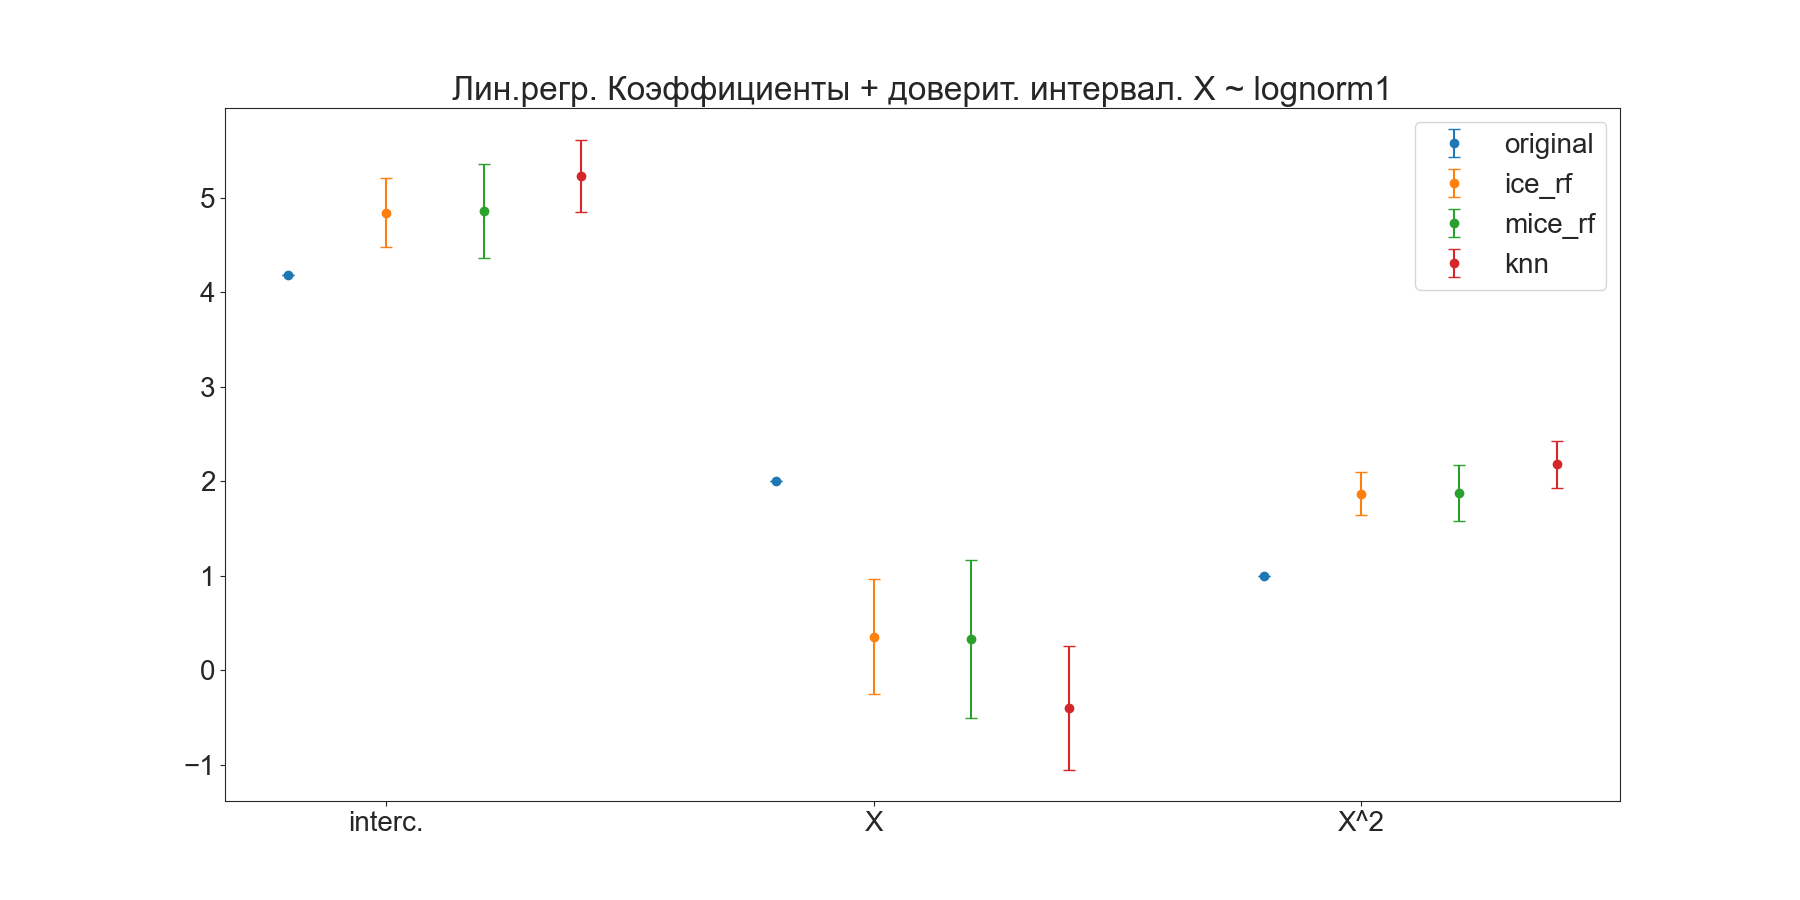 Лин.регр. Коэффициенты + доверит. интервал. X ~ lognorm1
original
ice_rf
mice_rf
knn
5
4
3
2
1
0
−1
interc.
X
X^2